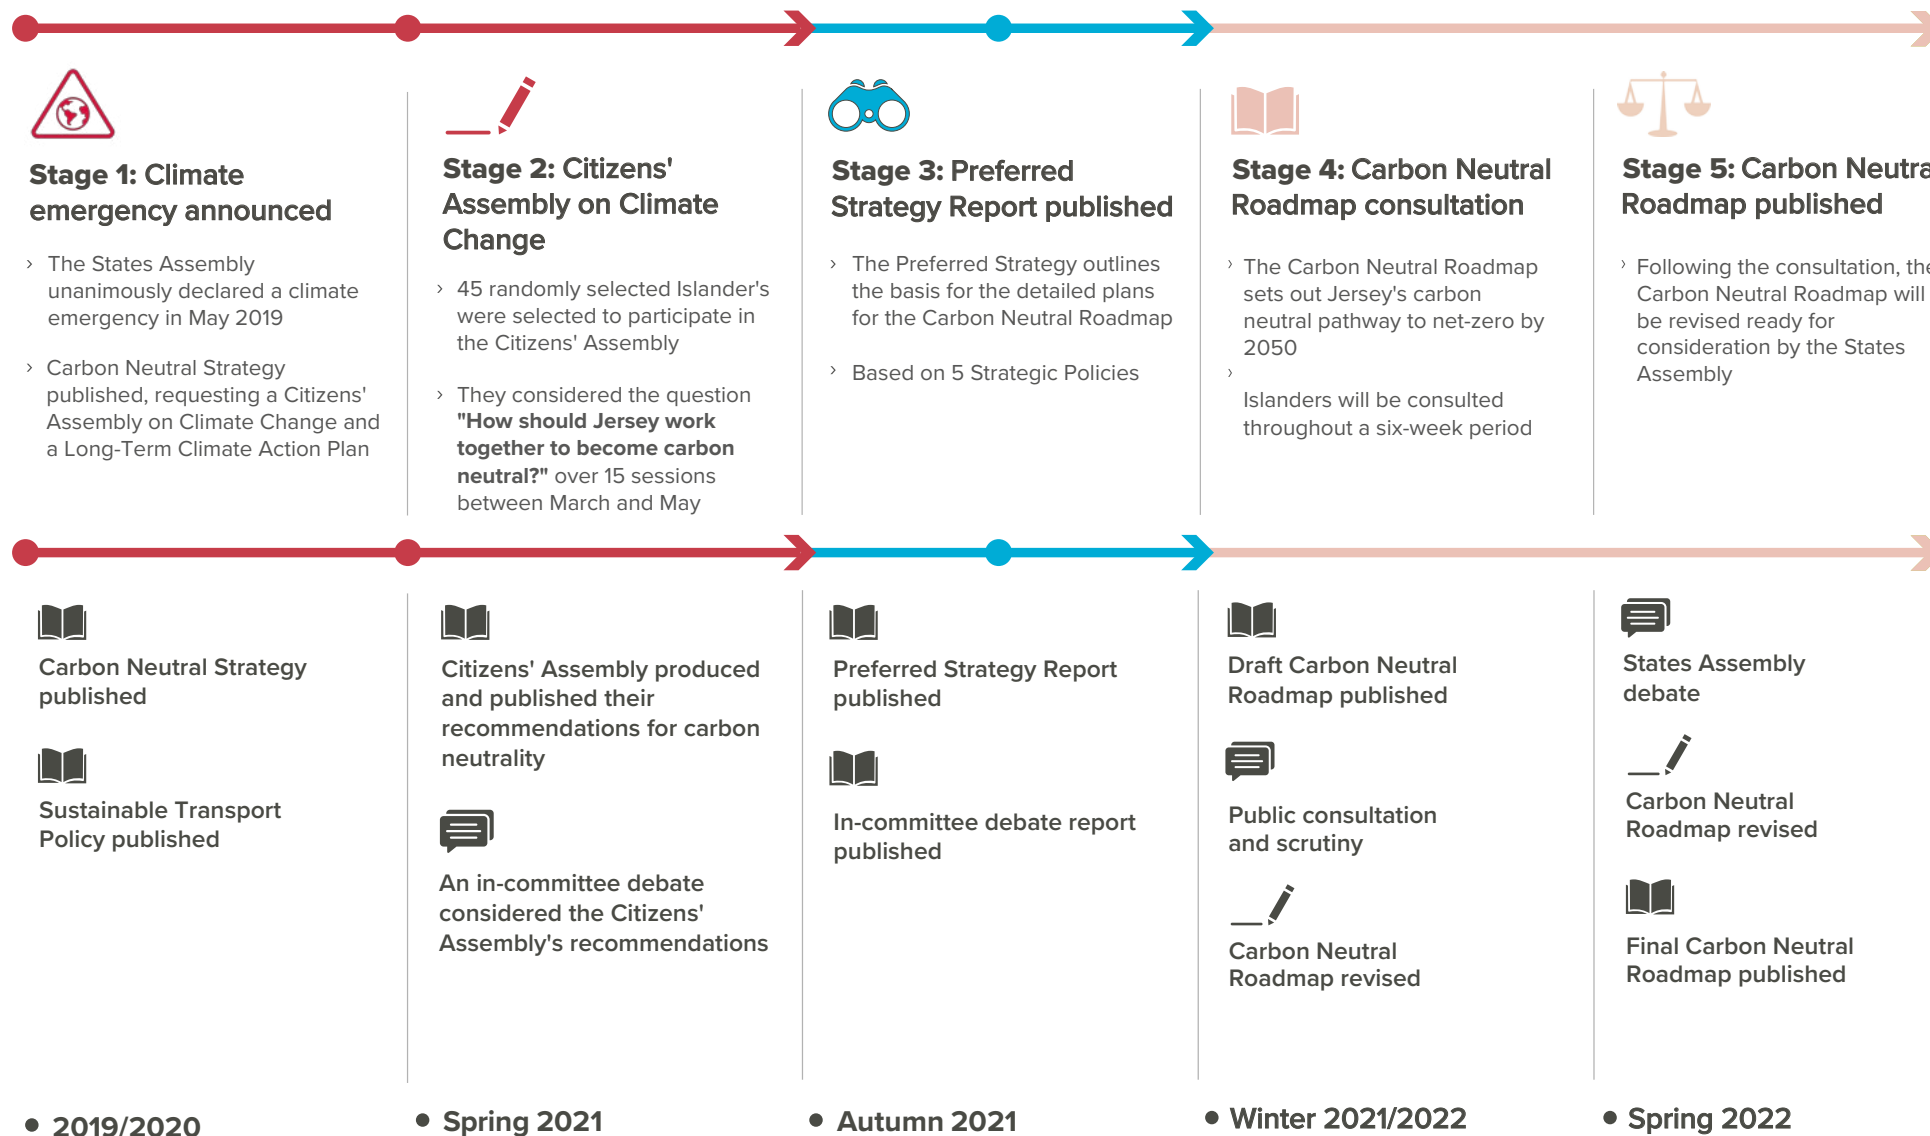 Stage 1: Climate
emergency announced
› The States Assembly
unanimously declared a climate
emergency in May 2019
› Carbon Neutral Strategy
published, requesting a Citizens'
Assembly on Climate Change and
a Long-Term Climate Action Plan
Stage 2: Citizens'
Assembly on Climate
Change
› 45 randomly selected Islander's
were selected to participate in
the Citizens' Assembly
› They considered the question
"How should Jersey work
together to become carbon
neutral?" over 15 sessions
between March and May
Stage 3: Preferred
Strategy Report published
› The Preferred Strategy outlines
the basis for the detailed plans
for the Carbon Neutral Roadmap
› Based on 5 Strategic Policies
Stage 4: Carbon Neutral
Roadmap consultation
› The Carbon Neutral Roadmap
sets out Jersey's carbon
neutral pathway to net-zero by
2050
›
Islanders will be consulted
throughout a six-week period
Stage 5: Carbon Neutra
Roadmap published
› Following the consultation, the
Carbon Neutral Roadmap will
be revised ready for
consideration by the States
Assembly
Carbon Neutral Strategy
published
Sustainable Transport
Policy published
Citizens' Assembly produced
and published their
recommendations for carbon
neutrality
An in-committee debate
considered the Citizens'
Assembly's recommendations
Preferred Strategy Report
published
In-committee debate report
published
Draft Carbon Neutral
Roadmap published
Public consultation
and scrutiny
Carbon Neutral
Roadmap revised
States Assembly
debate
Carbon Neutral
Roadmap revised
Final Carbon Neutral
Roadmap published
• 2019/2020
• Spring 2021
• Autumn 2021
• Winter 2021/2022
• Spring 2022